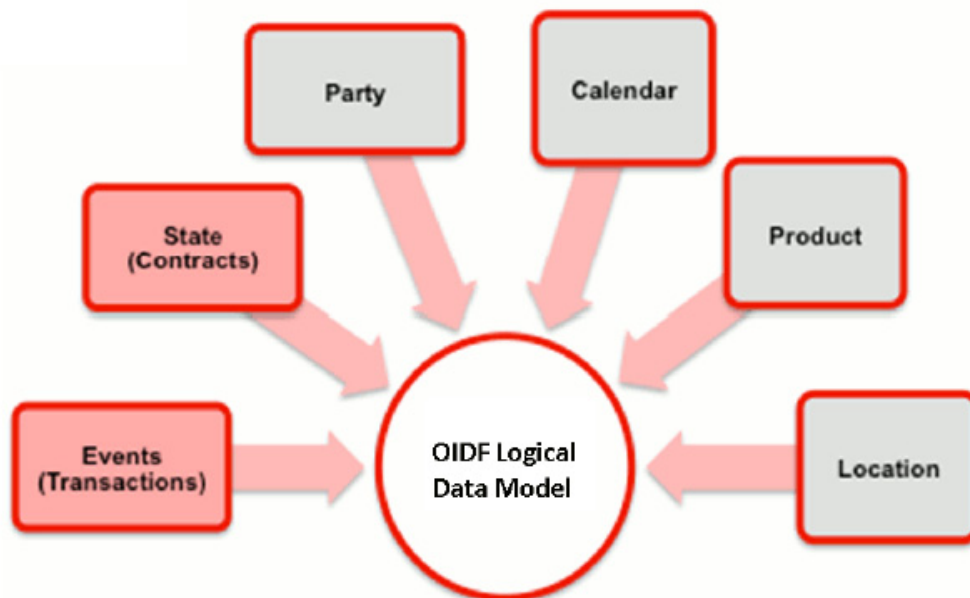 Party
Calendar
State
(Contracts)
Product
Events
(Transactions)
OIDF Logical
Data Model
Location